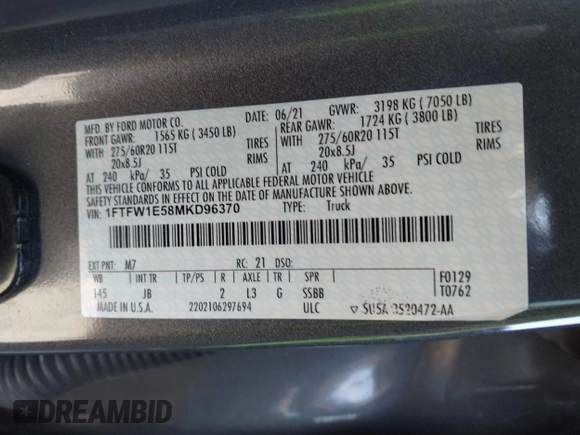 MFD. BY FORD MOTOR CO.
DATE: 06/21
GVWR: 3198 KG ( 7050 LB)
FRONT GAWR: 1565 KG ( 3450 LB)
REAR GAWR: 1724 KG ( 3800 LB)
WITH 275/60R20 115T TIRES
WITH 275/60R20 115T TIRES
20x8.5J RIMS
20x8.5J RIMS
AT 240 kPa/ 35 PSI COLD
AT 240 kPa/ 35 PSI COLD
THIS VEHICLE CONFORMS TO ALL APPLICABLE FEDERAL MOTOR VEHICLE
SAFETY STANDARDS IN EFFECT ON THE DATE OF MANUFACTURE SHOWN ABOVE.
VIN: 1FTFW1E58MKD96370
TYPE: Truck
EXT PNT: M7 RC: 21 DSO:
WB INT TR TP/PS R AXLE TR SPR
145 JB 2 L3 G SSBB
F0129
T0762
MADE IN U.S.A. 2202106297694 ULC
DREAMBID